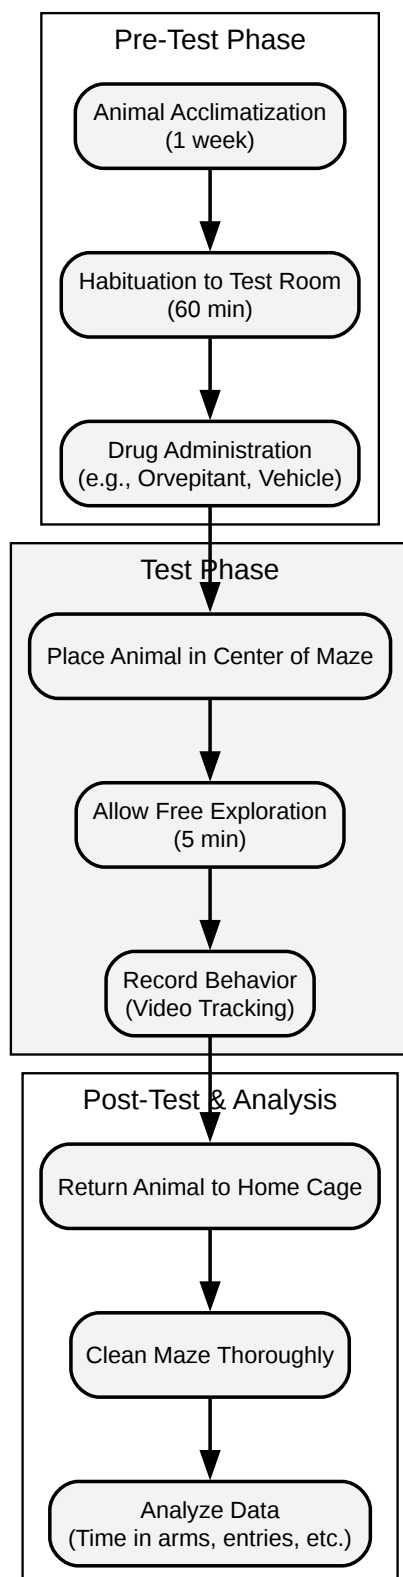 Pre-Test Phase
Animal Acclimatization
(1 week)
Habituation to Test Room
(60 min)
Drug Administration
(e.g., Orvepitant, Vehicle)
Test Phase
Place Animal in Center of Maze
Allow Free Exploration
(5 min)
Record Behavior
(Video Tracking)
Post-Test & Analysis
Return Animal to Home Cage
Clean Maze Thoroughly
Analyze Data
(Time in arms, entries, etc.)